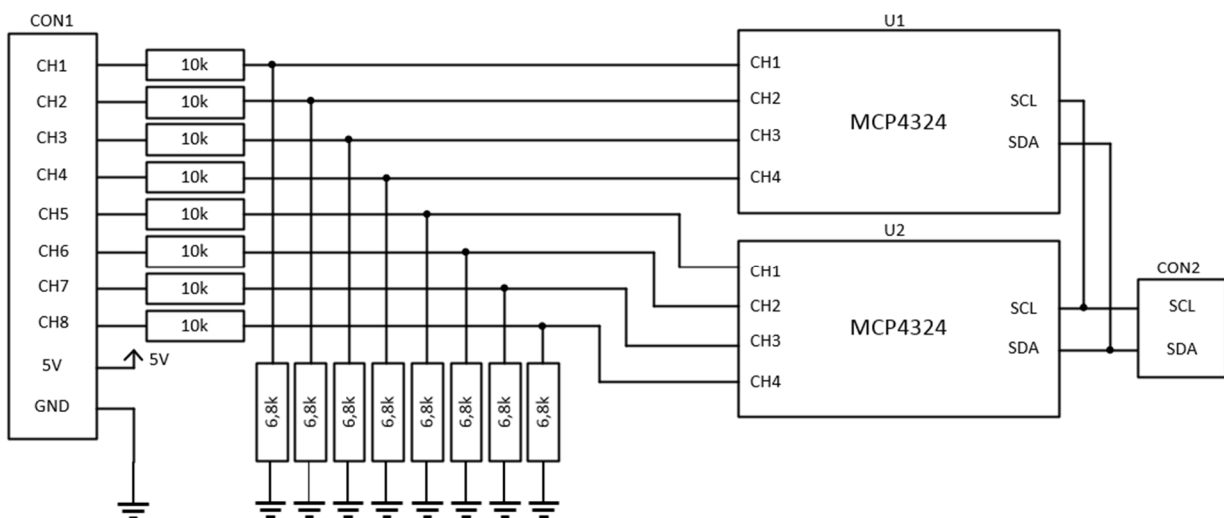 CON1
CH1
CH2
CH3
CH4
CH5
CH6
CH7
CH8
5V
GND
10k
10k
10k
10k
10k
10k
10k
10k
5V
6,8k
6,8k
6,8k
6,8k
6,8k
6,8k
6,8k
6,8k
U1
CH1
CH2
CH3
CH4
MCP4324
SCL
SDA
U2
CH1
CH2
CH3
CH4
MCP4324
SCL
SDA
CON2
SCL
SDA